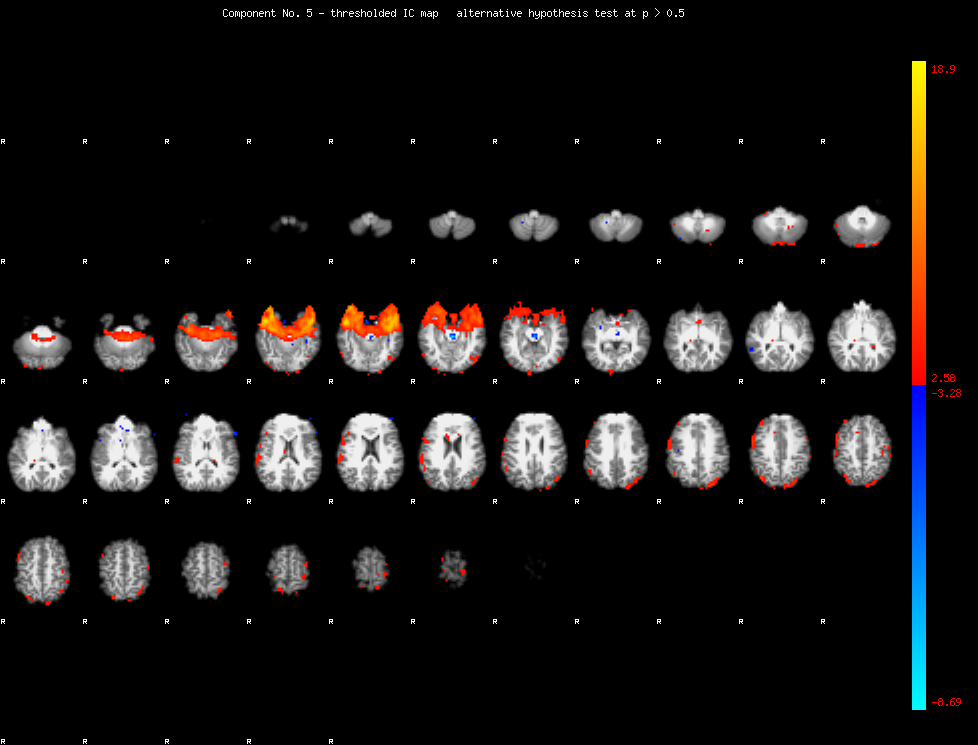 Component No. 5 - thresholded IC map   alternative hypothesis test at p > 0.5
18.9
R R R R R R R R R R R
R R R R R R R R R R R
2.58
R R R R R R R R R R R
-3.28
R R R R R R R R R R R
R R R R R R R R R R R
-8.69
R R R R R